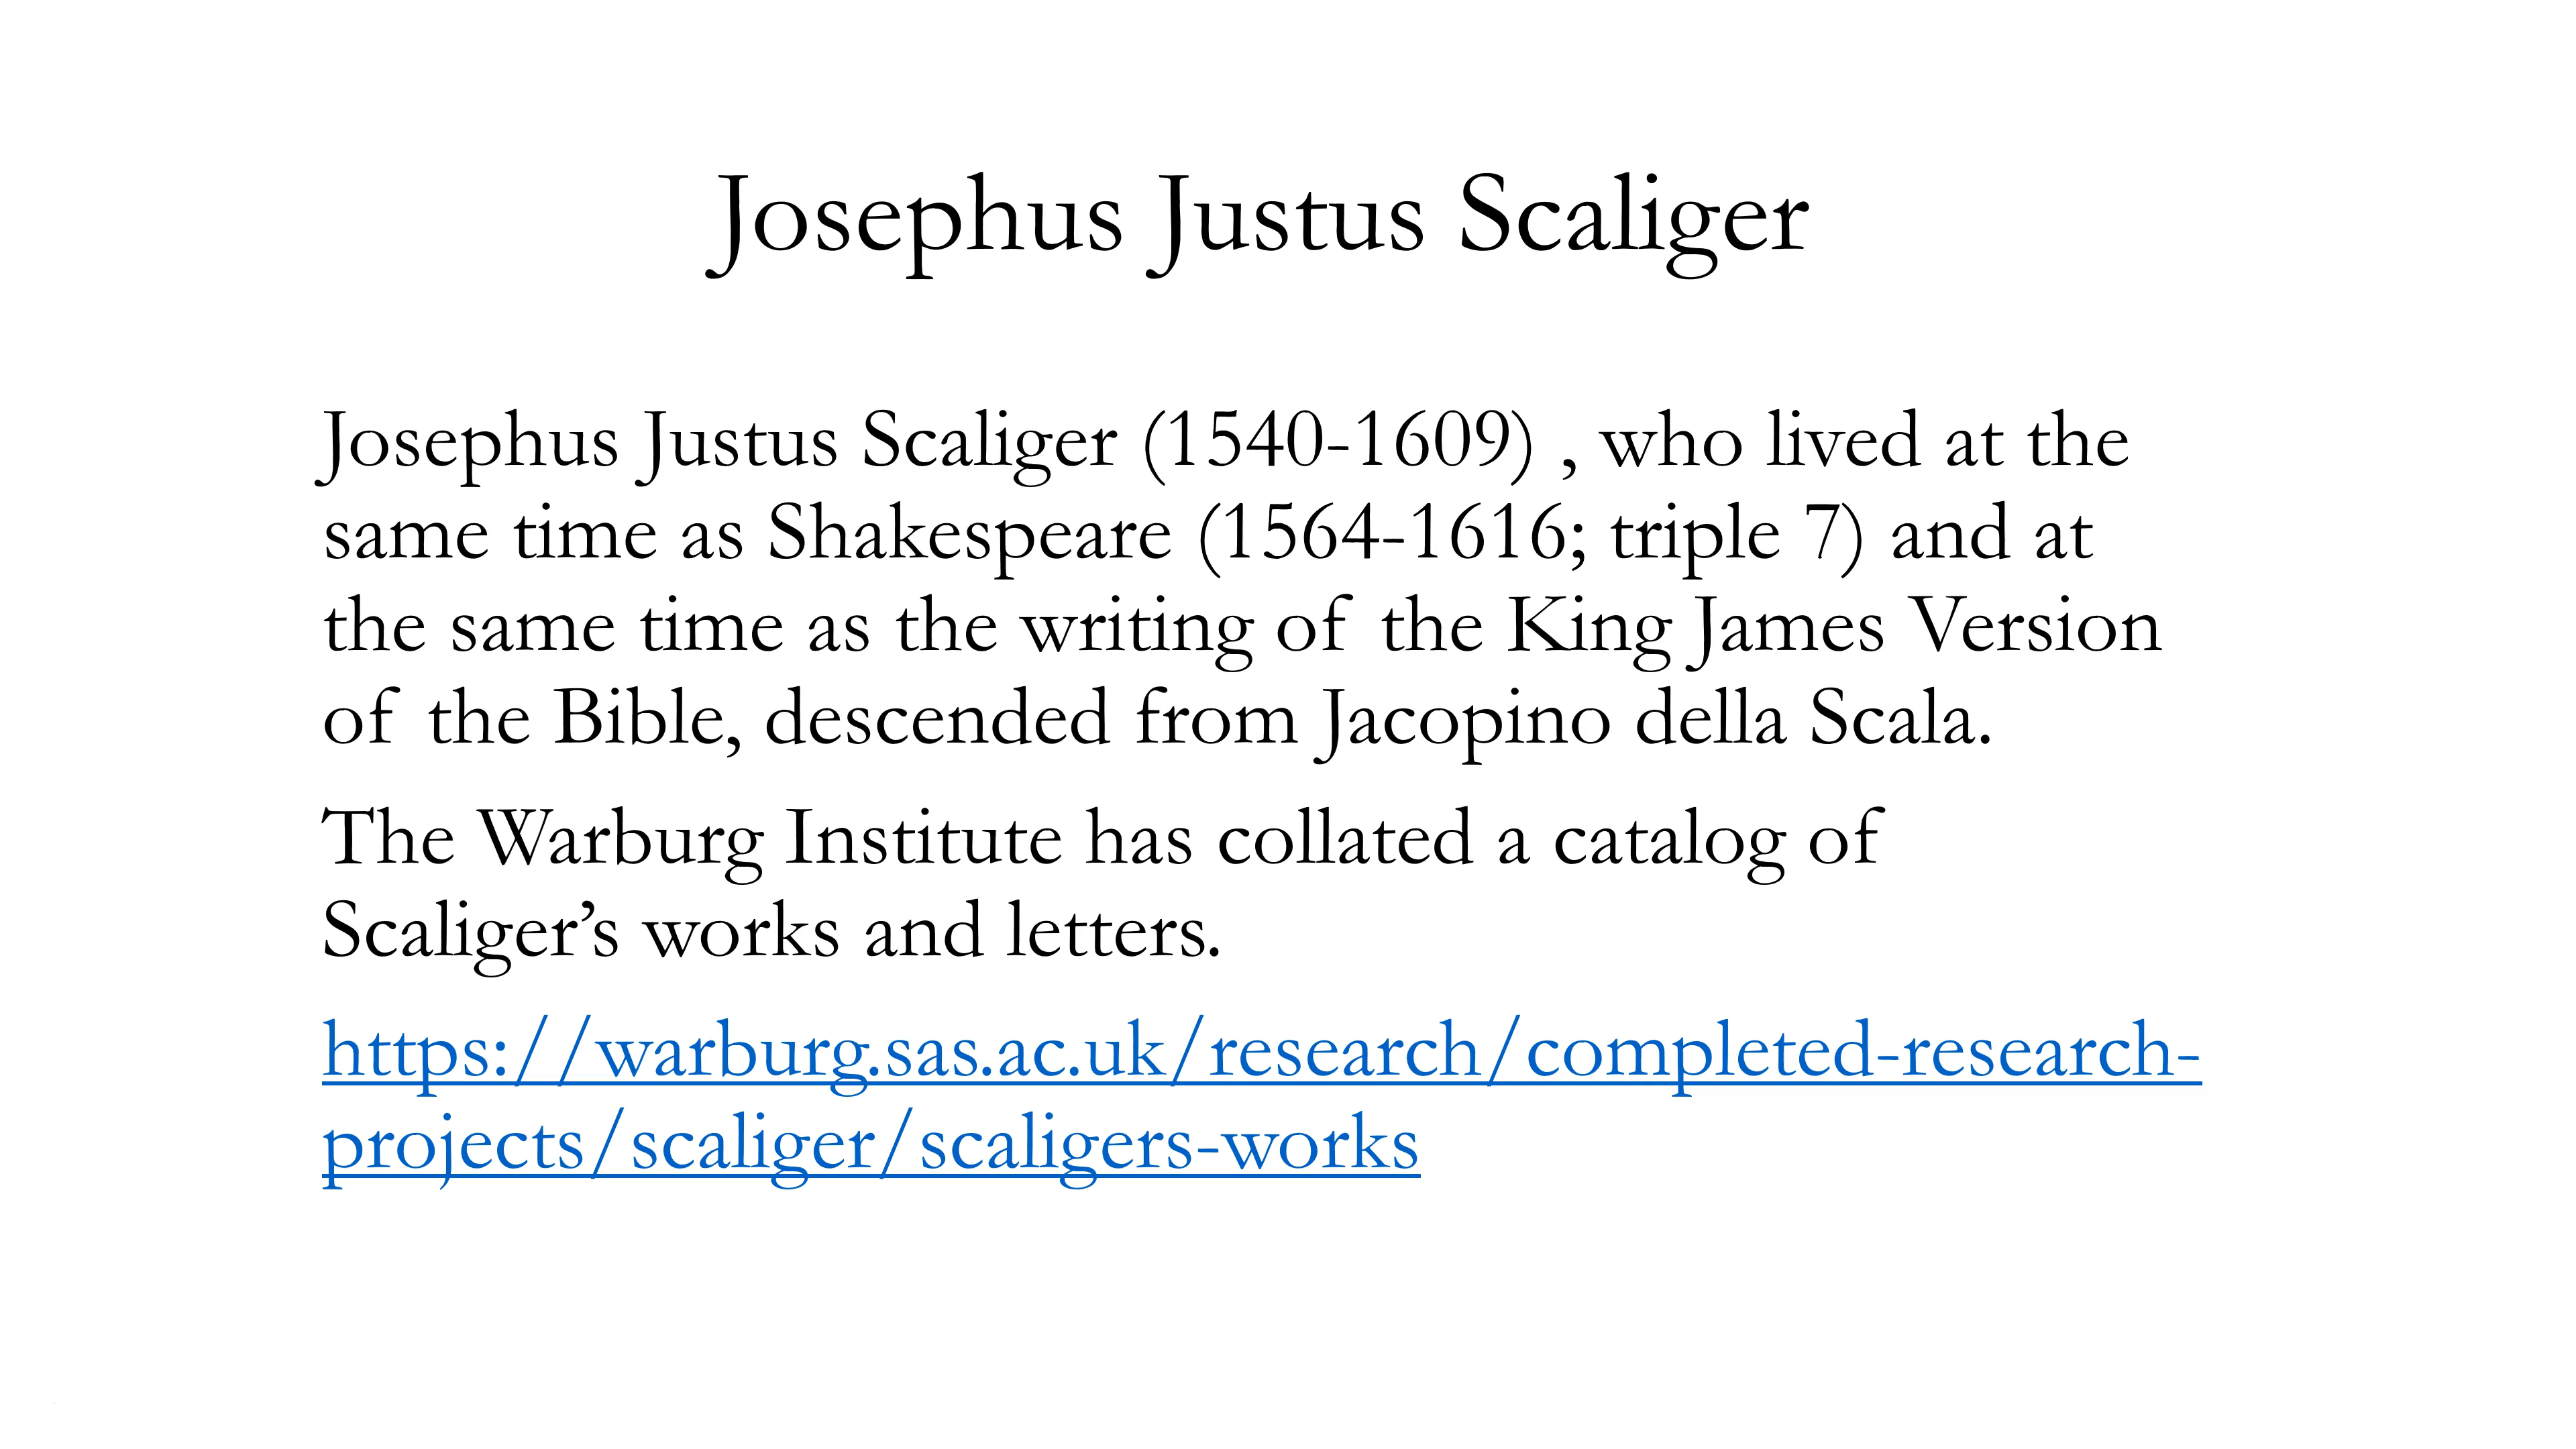 Josephus Justus Scaliger
Josephus Justus Scaliger (1540-1609) , who lived at the
same time as Shakespeare (1564-1616; triple 7) and at
the same time as the writing of the King James Version
of the Bible, descended from Jacopino della Scala.
The Warburg Institute has collated a catalog of
Scaliger’s works and letters.
https://warburg.sas.ac.uk/research/completed-research-
projects/scaliger/scaligers-works